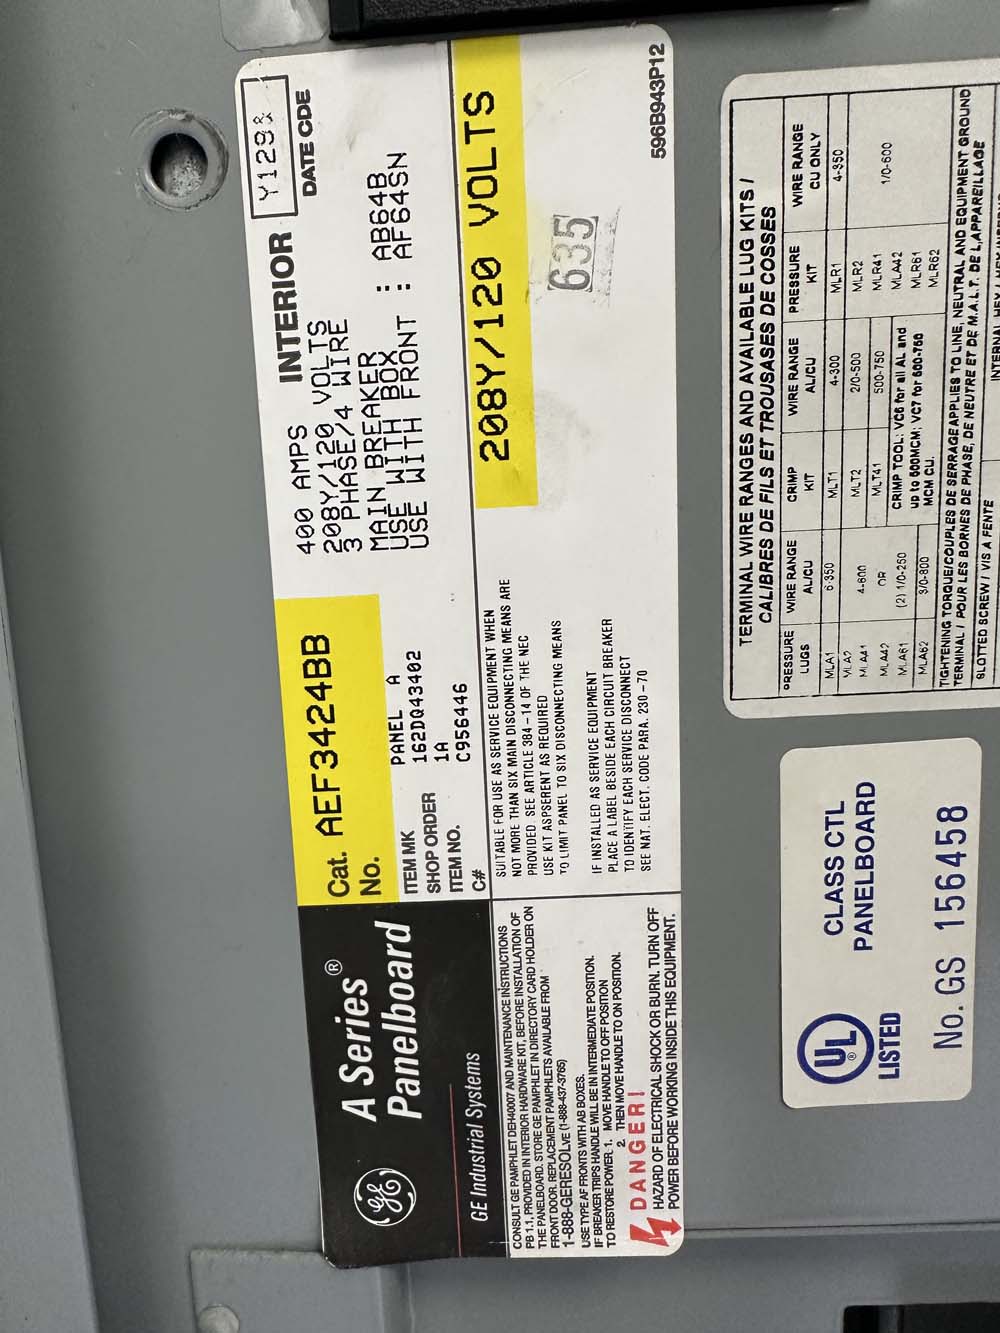 GE
A Series®
Panelboard
GE Industrial Systems
Cat. AEF3424BB
No.
ITEM MK PANEL A
SHOP ORDER 162DQ43402
ITEM NO. 1A
C# C956446
400 AMPS INTERIOR
208Y/120 VOLTS
3 PHASE/4 WIRE
MAIN BREAKER
USE WITH BOX : AB64B
USE WITH FRONT : AF64SN
DATE CDE
208Y/120 VOLTS
635
596B943P12
CONSULT GE PAMPHLET DEH40007 AND MAINTENANCE INSTRUCTIONS
PB 1.1, PROVIDED IN INTERIOR HARDWARE KIT, BEFORE INSTALLATION OF
THE PANELBOARD. STORE GE PAMPHLET IN DIRECTORY CARD HOLDER ON
FRONT DOOR. REPLACEMENT PAMPHLETS AVAILABLE FROM
1-888-GERESOLve (1-888-437-3765)
USE TYPE AF FRONTS WITH AB BOXES.
IF BREAKER TRIPS HANDLE WILL BE IN INTERMEDIATE POSITION.
TO RESTORE POWER. 1. MOVE HANDLE TO OFF POSITION
2. THEN MOVE HANDLE TO ON POSITION.
DANGER!
HAZARD OF ELECTRICAL SHOCK OR BURN. TURN OFF
POWER BEFORE WORKING INSIDE THIS EQUIPMENT.
SUITABLE FOR USE AS SERVICE EQUIPMENT WHEN
NOT MORE THAN SIX MAIN DISCONNECTING MEANS ARE
PROVIDED. SEE ARTICLE 384-14 OF THE NEC
USE KIT ASPSERENT AS REQUIRED
TO LIMIT PANEL TO SIX DISCONNECTING MEANS
IF INSTALLED AS SERVICE EQUIPMENT
PLACE A LABEL BESIDE EACH CIRCUIT BREAKER
TO IDENTIFY EACH SERVICE DISCONNECT
SEE NAT. ELECT. CODE PARA. 230-70
TERMINAL WIRE RANGES AND AVAILABLE LUG KITS /
CALIBRES DE FILS ET TROUSASES DE COSSES
PRESSURE LUGS WIRE RANGE AL/CU CRIMP KIT WIRE RANGE AL/CU PRESSURE KIT WIRE RANGE CU ONLY
MLA1 6-350 MLT1 4-300 MLR1 4-350
MLA2 MLT2 2/0-500 MLR2
MLA41 4-600 MLT41 500-750 MLR41 1/0-600
MLA42 OR CRIMP TOOL: VC6 for all AL and MLA42
MLA61 (2) 1/0-250 up to 600MCM; VC7 for 600-750 MLR61
MLA62 3/0-800 MCM CU. MLR62
TIGHTENING TORQUE/COUPLES DE SERRAGE APPLIES TO LINE, NEUTRAL AND EQUIPMENT GROUND
TERMINAL / POUR LES BORNES DE PHASE, DE NEUTRE ET DE M.A.L.T. DE L,APPAREILLAGE
SLOTTED SCREW / VIS A FENTE
UL
®
LISTED
CLASS CTL
PANELBOARD
No. GS 156458